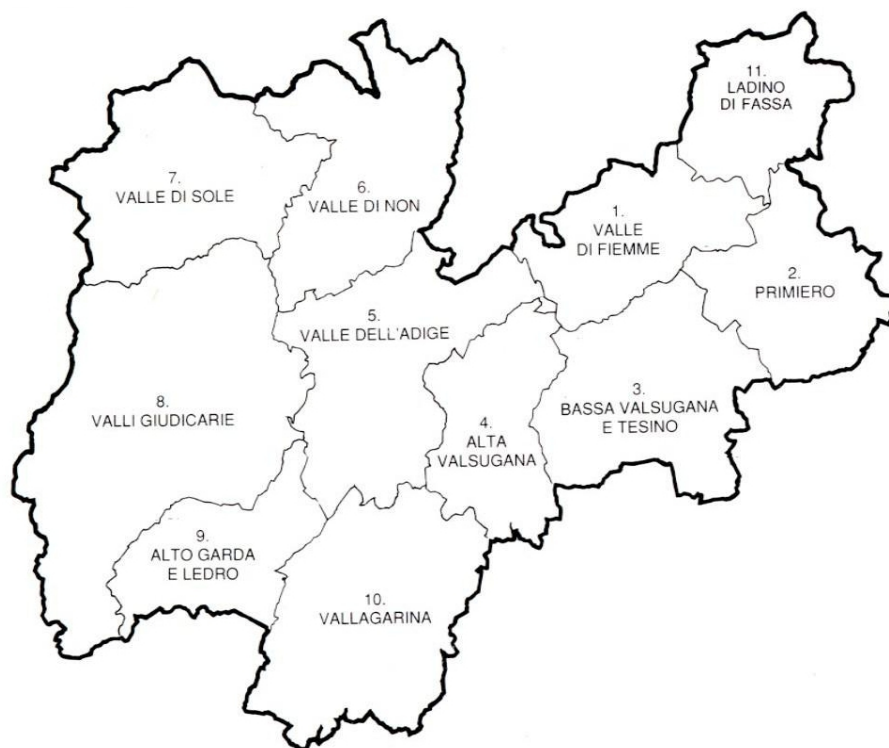 11.
LADINO
DI FASSA
7.
VALLE DI SOLE
6.
VALLE DI NON
1.
VALLE
DI FIEMME
2.
PRIMIERO
5.
VALLE DELL'ADIGE
8.
VALLI GIUDICARIE
3.
BASSA VALSUGANA
E TESINO
4.
ALTA
VALSUGANA
9.
ALTO GARDA
E LEDRO
10.
VALLAGARINA